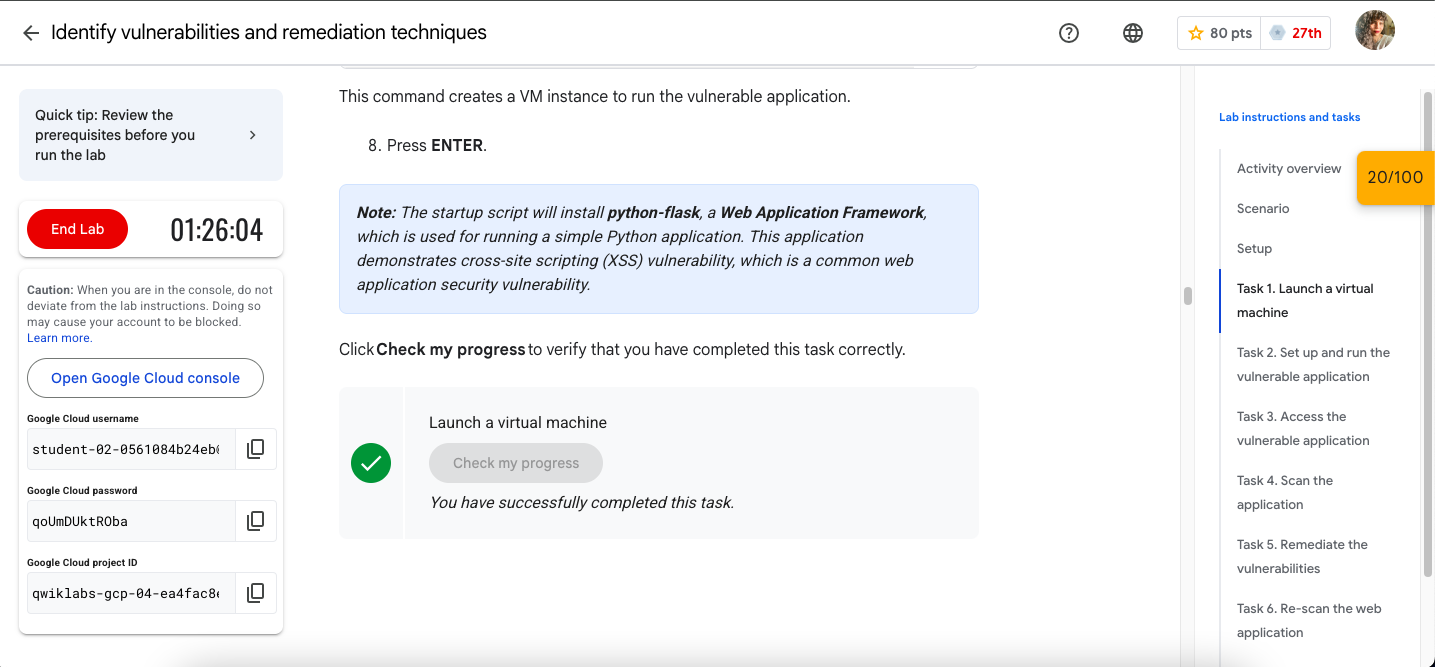 Identify vulnerabilities and remediation techniques
80 pts
27th
Quick tip: Review the
prerequisites before you
run the lab
End Lab
01:26:04
Caution: When you are in the console, do not
deviate from the lab instructions. Doing so
may cause your account to be blocked.
Learn more.
Open Google Cloud console
Google Cloud username
student-02-0561084b24eb
Google Cloud password
qoUmDUktROba
Google Cloud project ID
qwiklabs-gcp-04-ea4fac8
This command creates a VM instance to run the vulnerable application.
8. Press ENTER.
Note: The startup script will install python-flask, a Web Application Framework,
which is used for running a simple Python application. This application
demonstrates cross-site scripting (XSS) vulnerability, which is a common web
application security vulnerability.
Click Check my progress to verify that you have completed this task correctly.
Launch a virtual machine
Check my progress
You have successfully completed this task.
Lab instructions and tasks
20/100
Activity overview
Scenario
Setup
Task 1. Launch a virtual
machine
Task 2. Set up and run the
vulnerable application
Task 3. Access the
vulnerable application
Task 4. Scan the
application
Task 5. Remediate the
vulnerabilities
Task 6. Re-scan the web
application